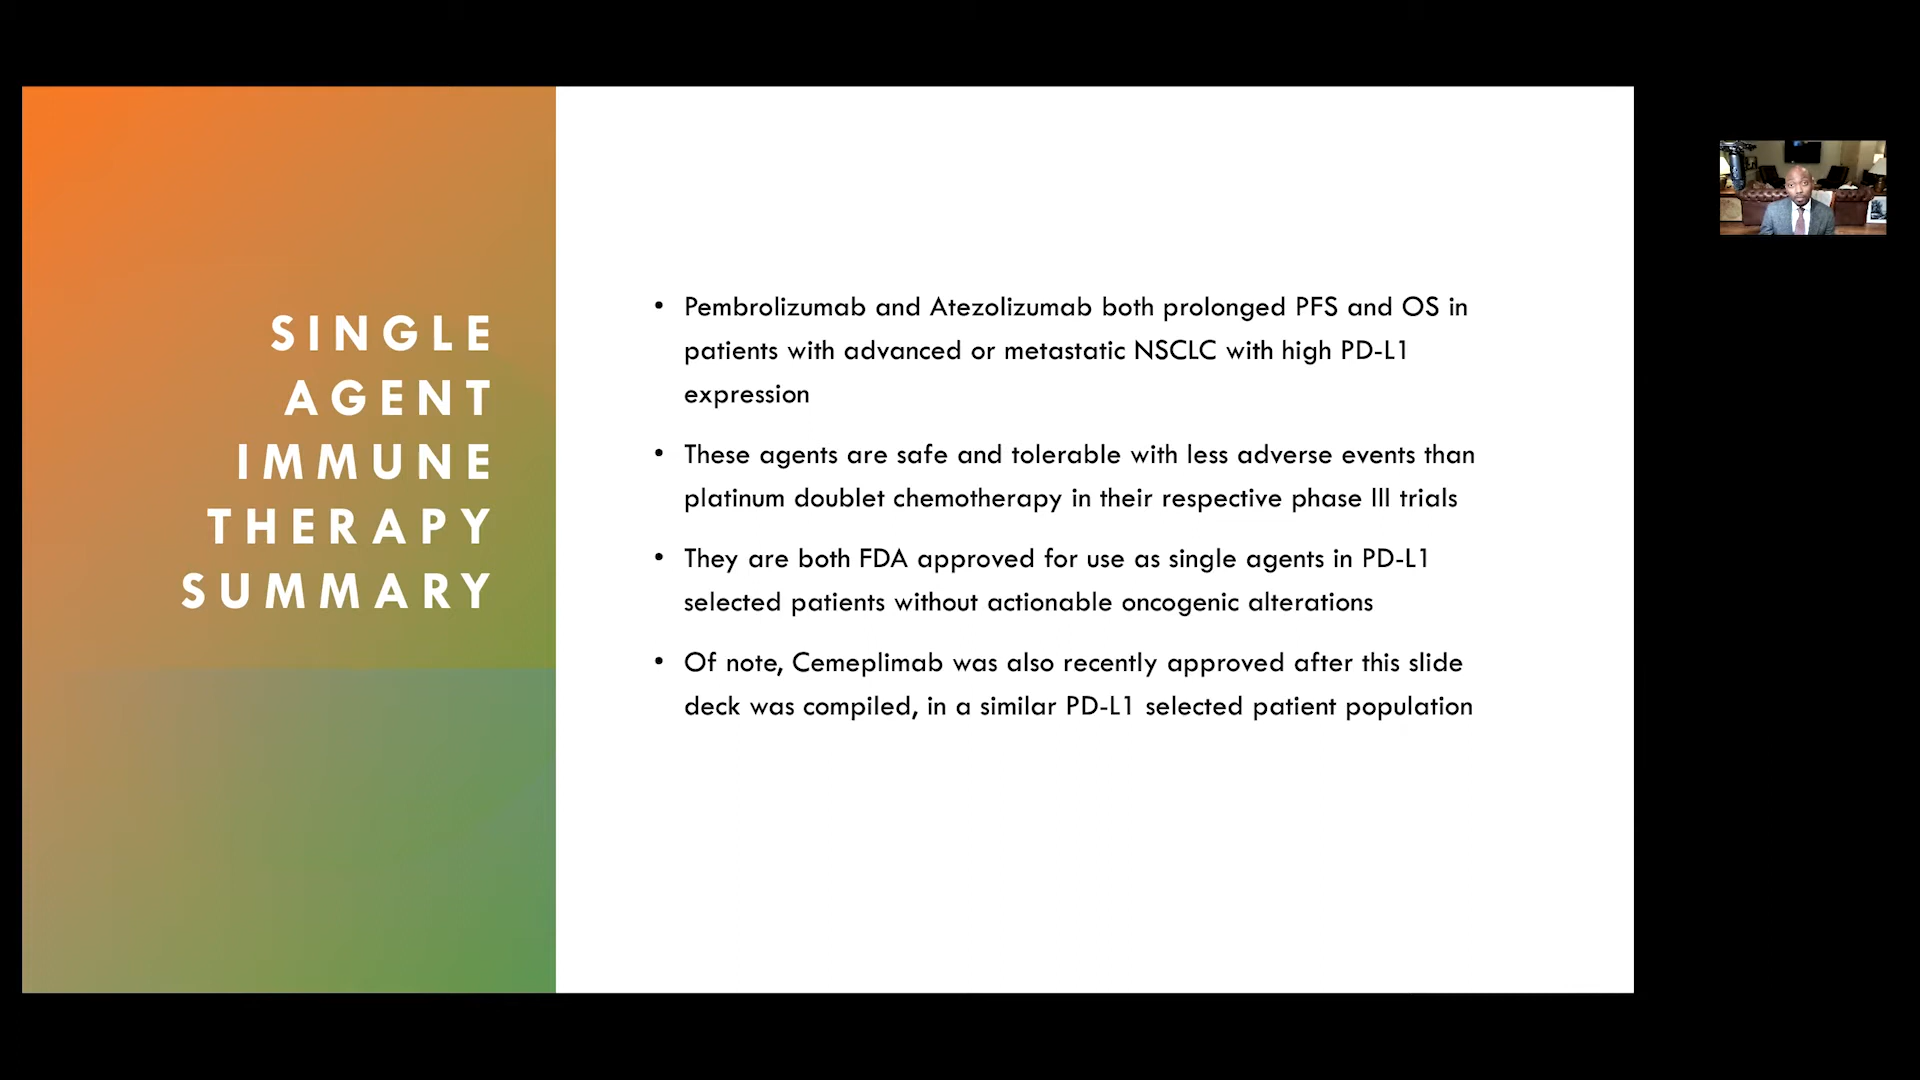 SINGLE
AGENT
IMMUNE
THERAPY
SUMMARY
• Pembrolizumab and Atezolizumab both prolonged PFS and OS in
patients with advanced or metastatic NSCLC with high PD-L1
expression
• These agents are safe and tolerable with less adverse events than
platinum doublet chemotherapy in their respective phase III trials
• They are both FDA approved for use as single agents in PD-L1
selected patients without actionable oncogenic alterations
• Of note, Cemeplimab was also recently approved after this slide
deck was compiled, in a similar PD-L1 selected patient population